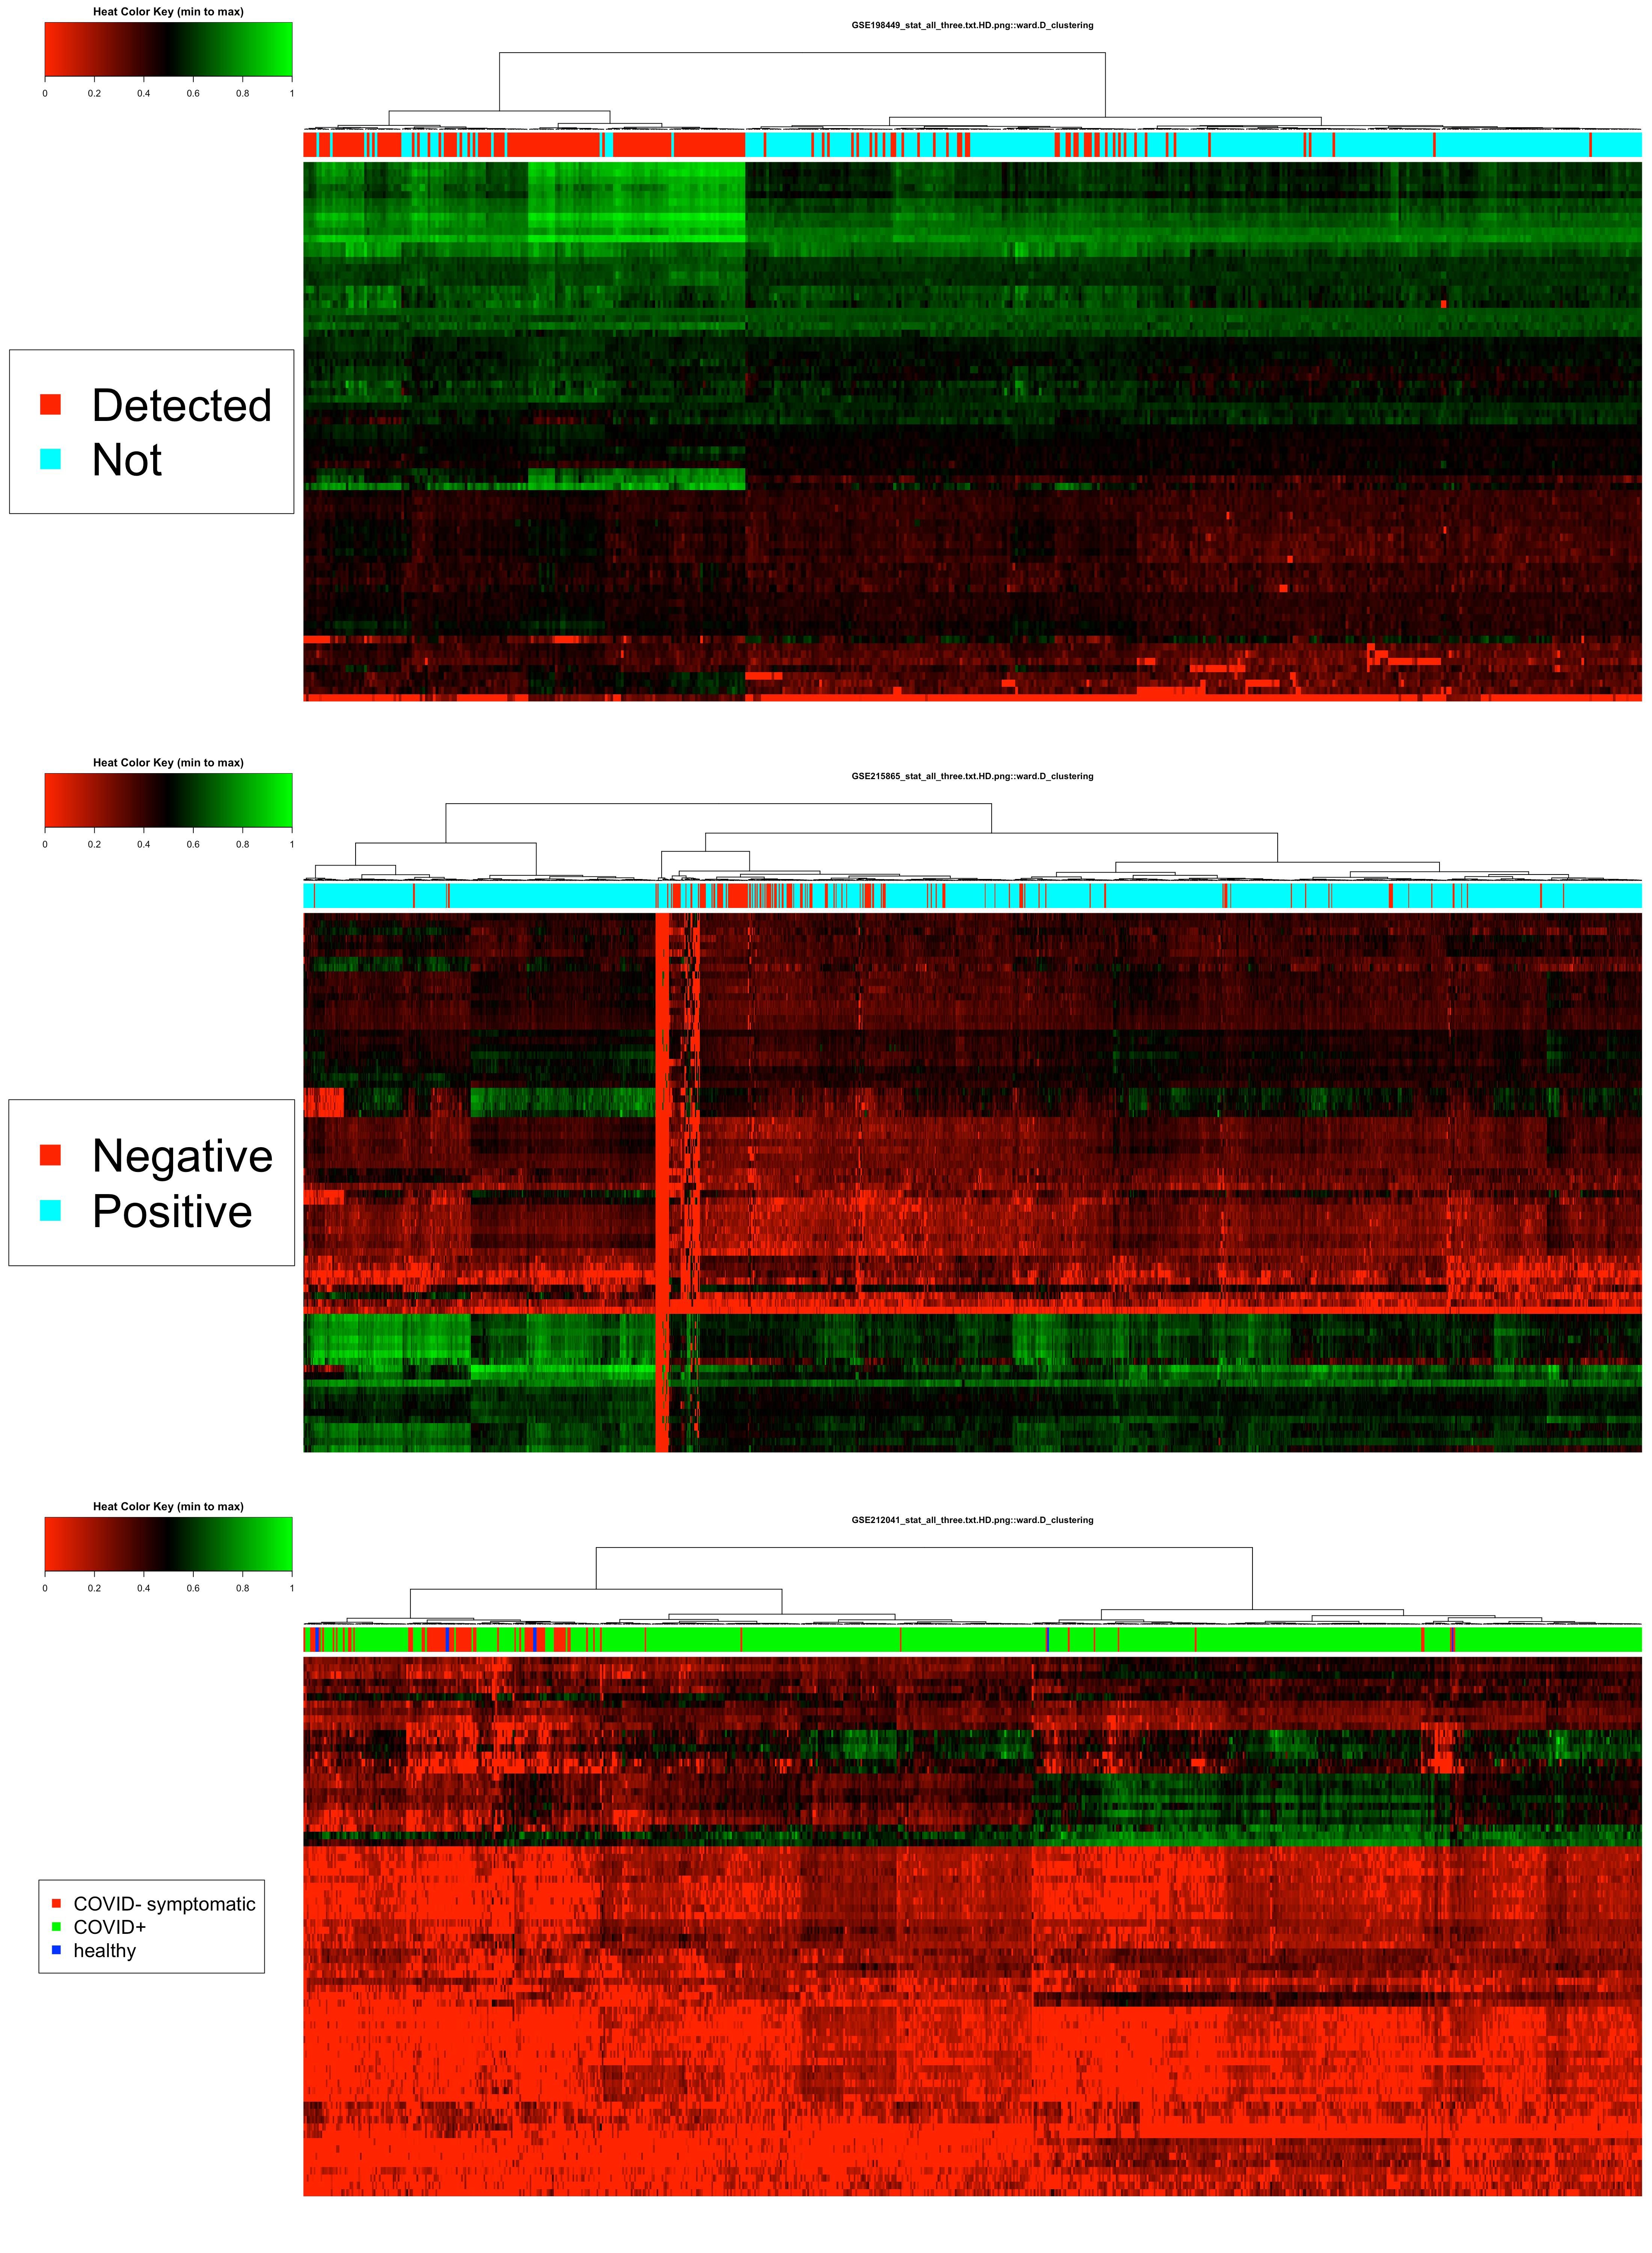 Heat Color Key (min to max)
0 0.2 0.4 0.6 0.8 1
GSE198449_stat_all_three.txt.HD.png::ward.D_clustering
Detected
Not
Heat Color Key (min to max)
0 0.2 0.4 0.6 0.8 1
GSE215865_stat_all_three.txt.HD.png::ward.D_clustering
Negative
Positive
Heat Color Key (min to max)
0 0.2 0.4 0.6 0.8 1
GSE212041_stat_all_three.txt.HD.png::ward.D_clustering
COVID- symptomatic
COVID+
healthy